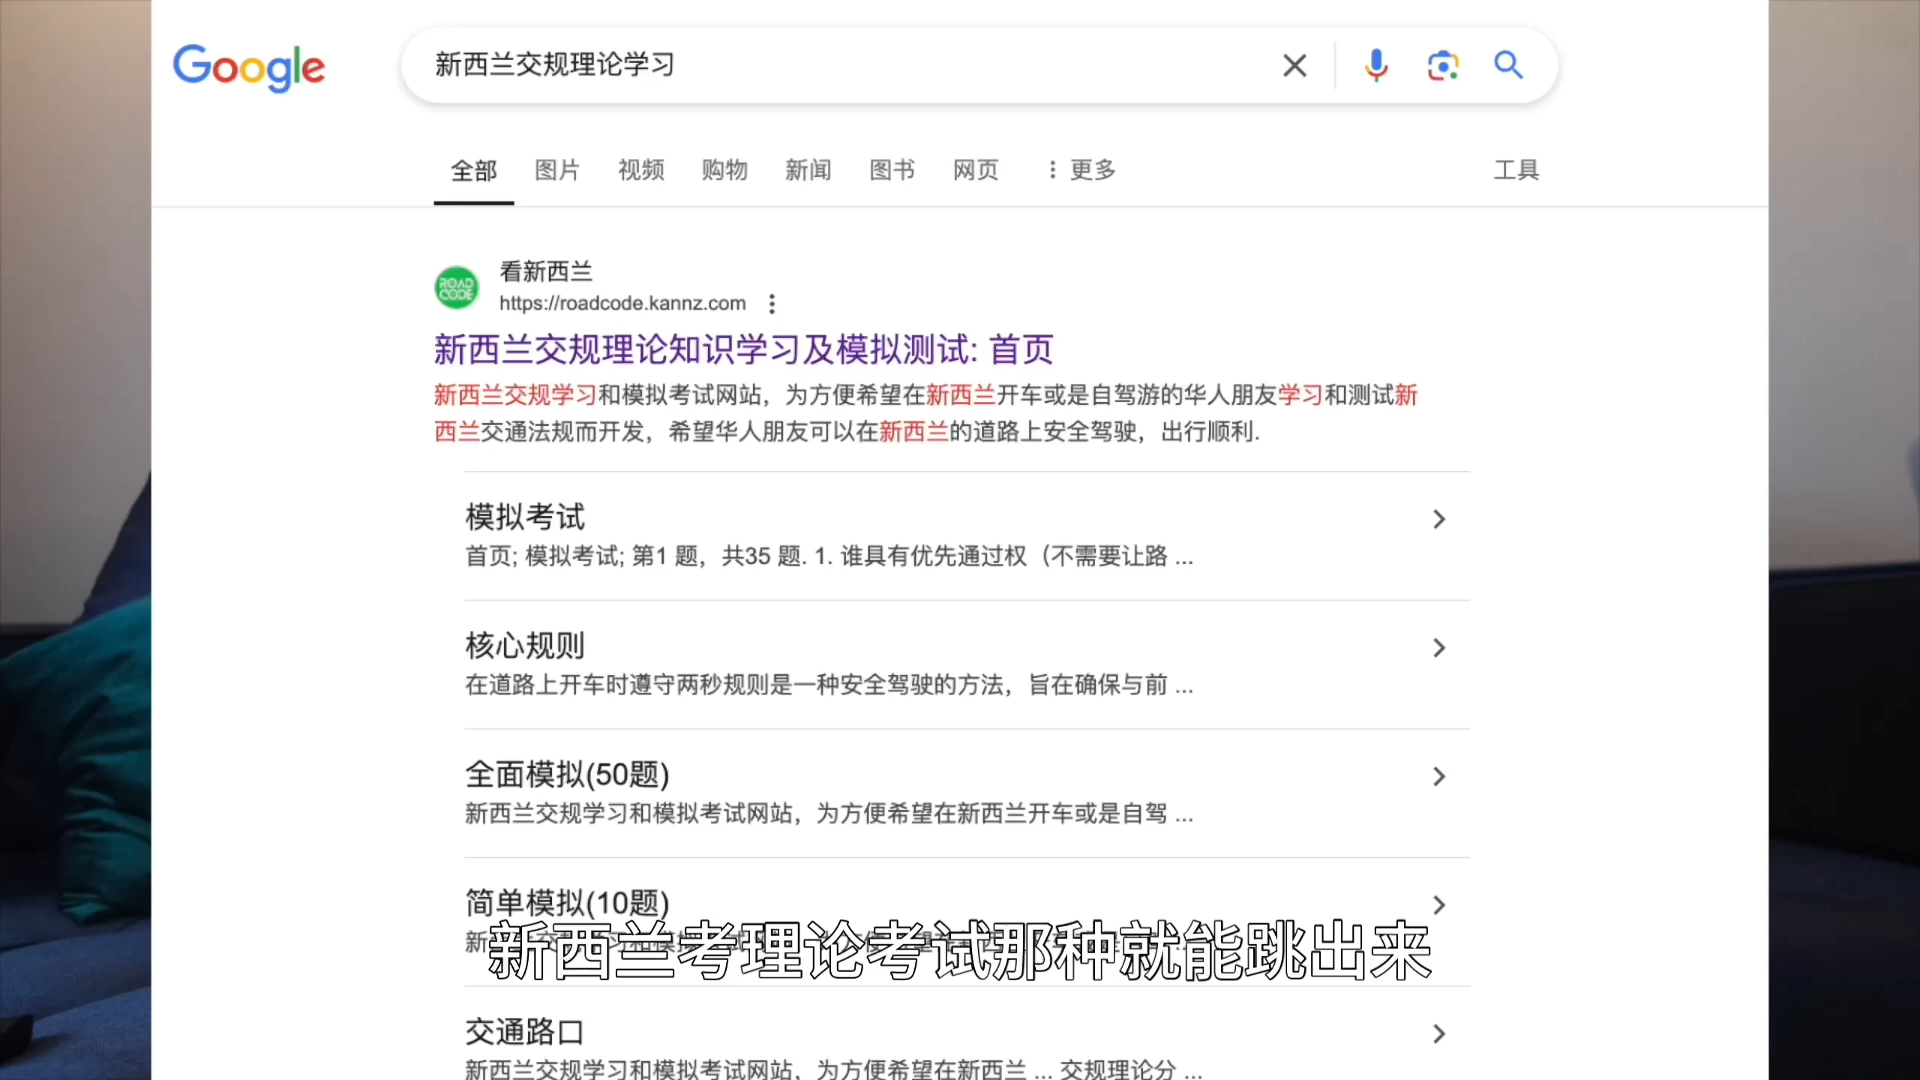 Google
新西兰交规理论学习
全部 图片 视频 购物 新闻 图书 网页 更多 工具
ROAD CODE
看新西兰
https://roadcode.kannz.com
新西兰交规理论知识学习及模拟测试: 首页
新西兰交规学习和模拟考试网站，为方便希望在新西兰开车或是自驾游的华人朋友学习和测试新
西兰交通法规而开发，希望华人朋友可以在新西兰的道路上安全驾驶，出行顺利.
模拟考试
首页; 模拟考试; 第1 题，共35 题. 1. 谁具有优先通过权（不需要让路 ...
核心规则
在道路上开车时遵守两秒规则是一种安全驾驶的方法，旨在确保与前 ...
全面模拟(50题)
新西兰交规学习和模拟考试网站，为方便希望在新西兰开车或是自驾 ...
简单模拟(10题)
新西兰考理论考试那种就能跳出来
交通路口
新西兰交规学习和模拟考试网站，为方便希望在新西兰 ... 交规理论分 ...